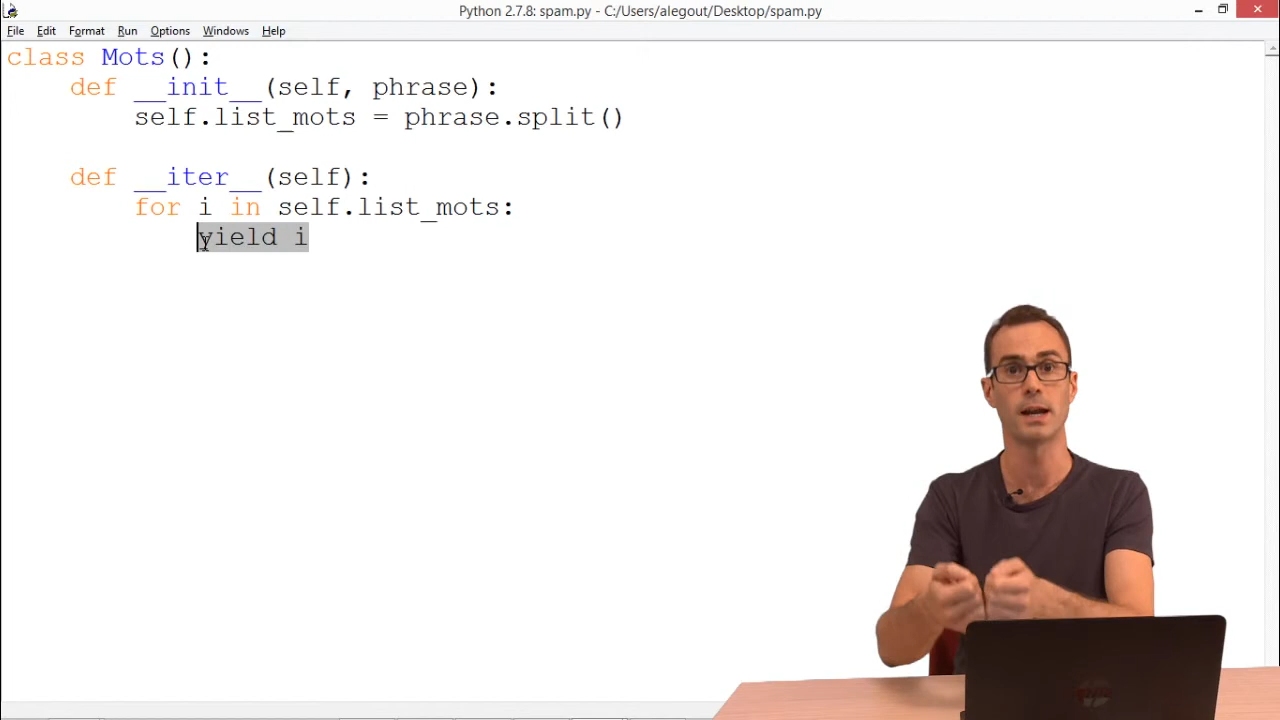 Python 2.7.8: spam.py - C:/Users/alegout/Desktop/spam.py
File Edit Format Run Options Windows Help
class Mots():
def __init__(self, phrase):
self.list_mots = phrase.split()
def __iter__(self):
for i in self.list_mots:
yield i